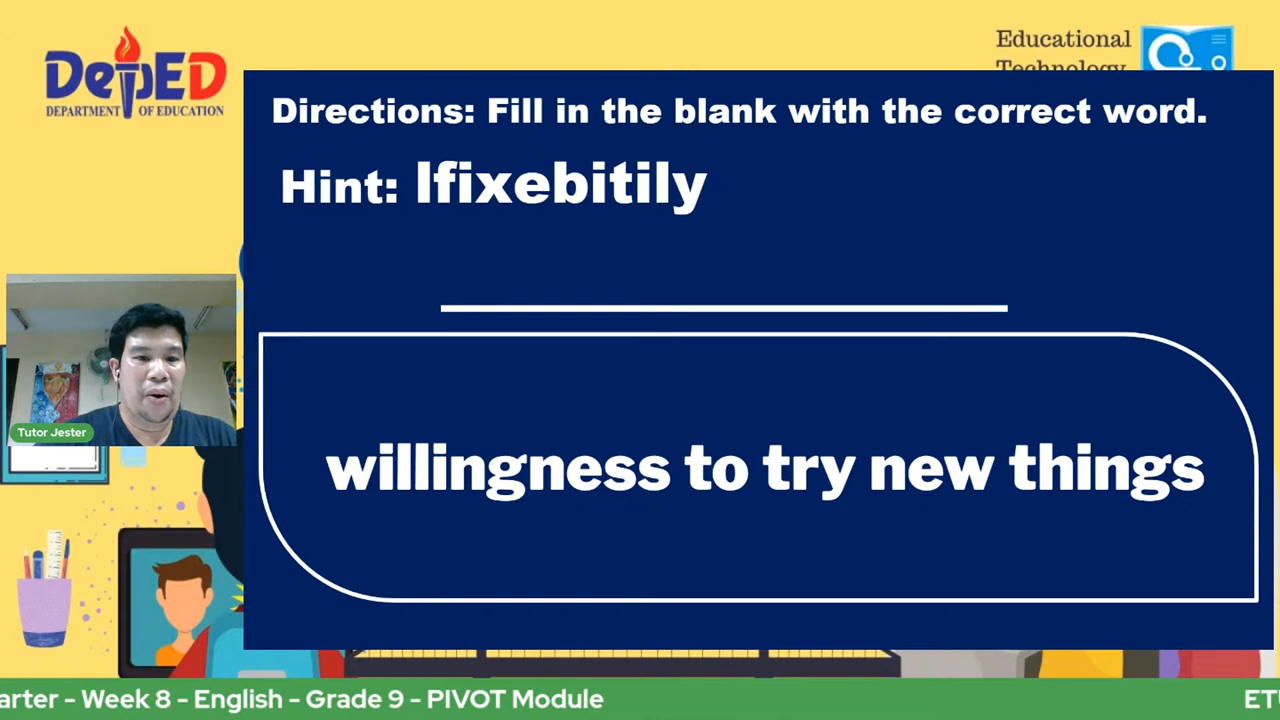 DepED
DEPARTMENT OF EDUCATION
Educational
Technology
Directions: Fill in the blank with the correct word.
Hint: lfixebitily
willingness to try new things
Tutor Jester
arter - Week 8 - English - Grade 9 - PIVOT Module